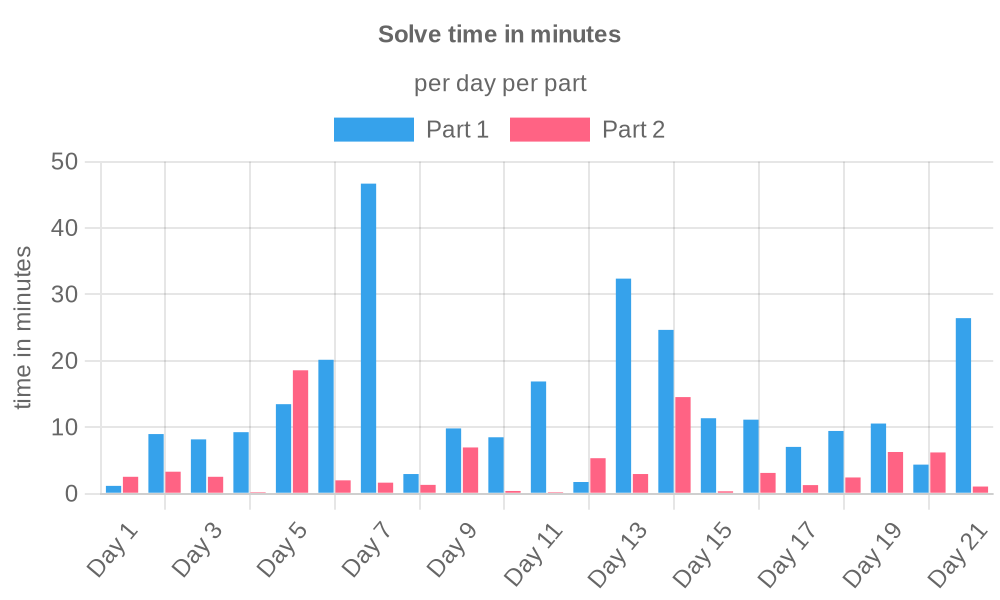 Solve time in minutes
per day per part
Part 1 Part 2
time in minutes
50
40
30
20
10
0
Day 1 Day 3 Day 5 Day 7 Day 9 Day 11 Day 13 Day 15 Day 17 Day 19 Day 21